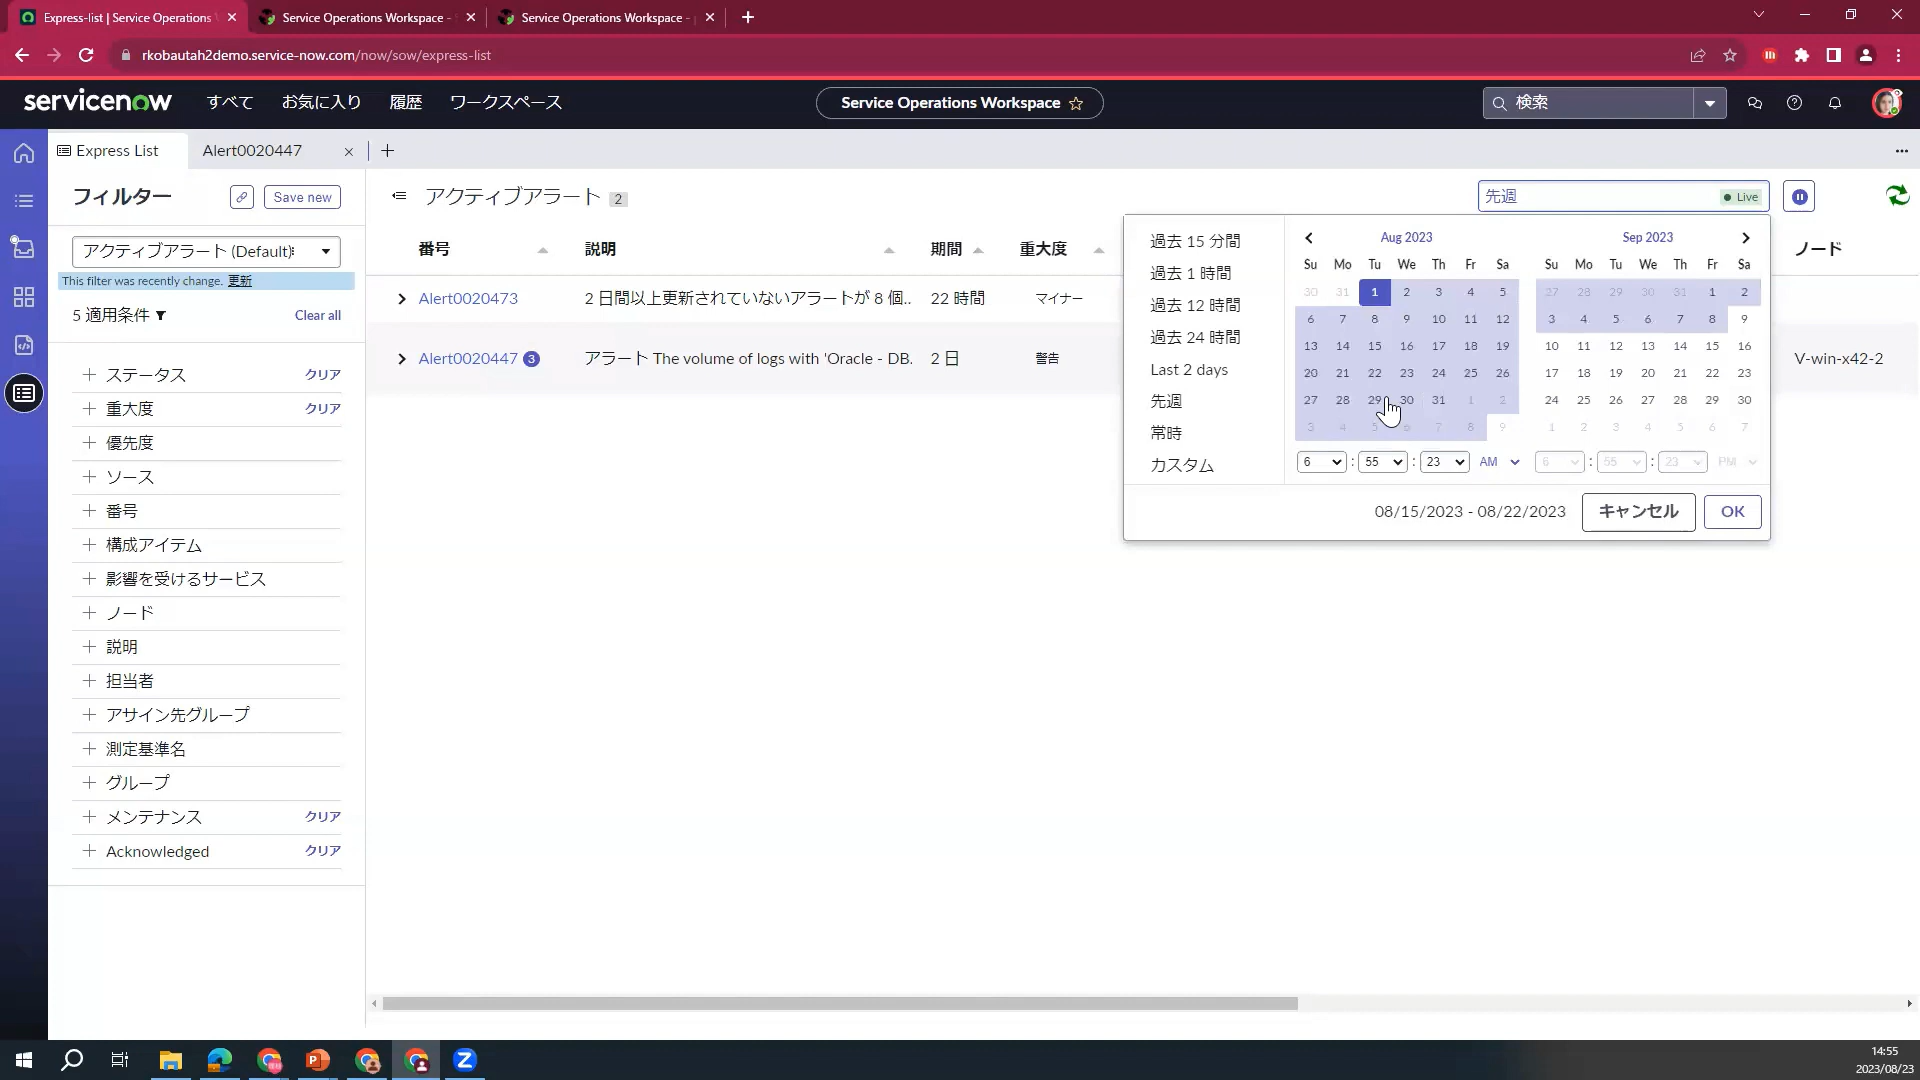 Express-list | Service Operations
Service Operations Workspace -
Service Operations Workspace -
rkobautah2demo.service-now.com/now/sow/express-list
servicenow
すべて
お気に入り
履歴
ワークスペース
Service Operations Workspace
検索
Express List
Alert0020447
フィルター
Save new
アクティブアラート (Default)
This filter was recently change. 更新
5 適用条件
Clear all
ステータス クリア
重大度 クリア
優先度
ソース
番号
構成アイテム
影響を受けるサービス
ノード
説明
担当者
アサイン先グループ
測定基準名
グループ
メンテナンス クリア
Acknowledged クリア
アクティブアラート 2
先週
Live
番号 説明 期間 重大度 ノード
Alert0020473 2 日間以上更新されていないアラートが 8 個.. 22 時間 マイナー
Alert0020447 3 アラート The volume of logs with 'Oracle - DB. 2 日 警告 V-win-x42-2
過去 15 分間
過去 1 時間
過去 12 時間
過去 24 時間
Last 2 days
先週
常時
カスタム
Aug 2023
Su Mo Tu We Th Fr Sa
30 31 1 2 3 4 5
6 7 8 9 10 11 12
13 14 15 16 17 18 19
20 21 22 23 24 25 26
27 28 29 30 31 1 2
3 4 5 6 7 8 9
6 : 55 : 23 AM
Sep 2023
Su Mo Tu We Th Fr Sa
27 28 29 30 31 1 2
3 4 5 6 7 8 9
10 11 12 13 14 15 16
17 18 19 20 21 22 23
24 25 26 27 28 29 30
1 2 3 4 5 6 7
6 : 55 : 23 PM
08/15/2023 - 08/22/2023
キャンセル
OK
14:55
2023/08/23